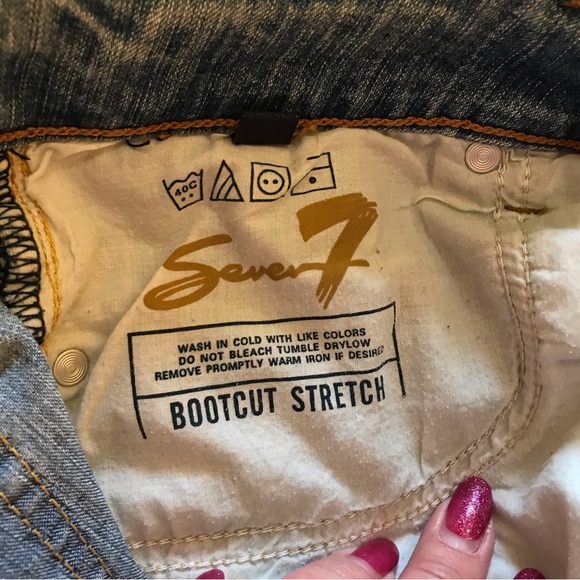 40C
Seven7
WASH IN COLD WITH LIKE COLORS
DO NOT BLEACH TUMBLE DRYLOW
REMOVE PROMPTLY WARM IRON IF DESIRED
BOOTCUT STRETCH